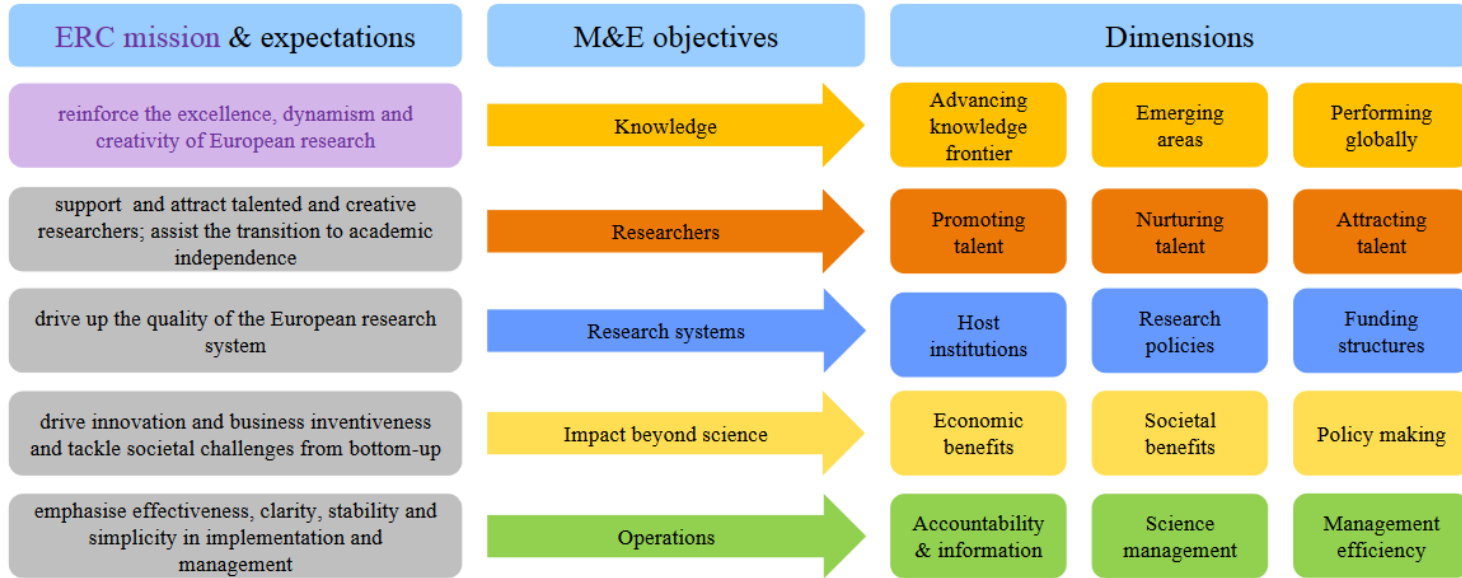 ERC mission & expectations
M&E objectives
Dimensions
reinforce the excellence, dynamism and
creativity of European research
Knowledge
Advancing
knowledge
frontier
Emerging
areas
Performing
globally
support and attract talented and creative
researchers; assist the transition to academic
independence
Researchers
Promoting
talent
Nurturing
talent
Attracting
talent
drive up the quality of the European research
system
Research systems
Host
institutions
Research
policies
Funding
structures
drive innovation and business inventiveness
and tackle societal challenges from bottom-up
Impact beyond science
Economic
benefits
Societal
benefits
Policy making
emphasise effectiveness, clarity, stability and
simplicity in implementation and
management
Operations
Accountability
& information
Science
management
Management
efficiency